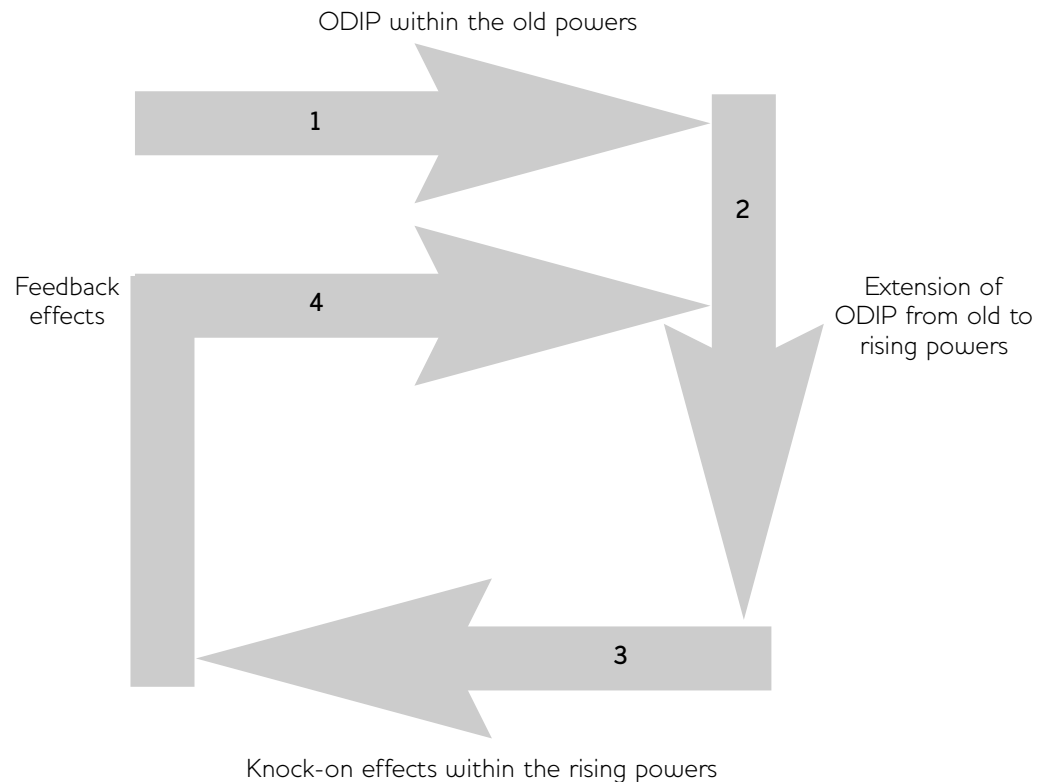 ODIP within the old powers
1
2
Feedback
effects
4
Extension of
ODIP from old to
rising powers
3
Knock-on effects within the rising powers